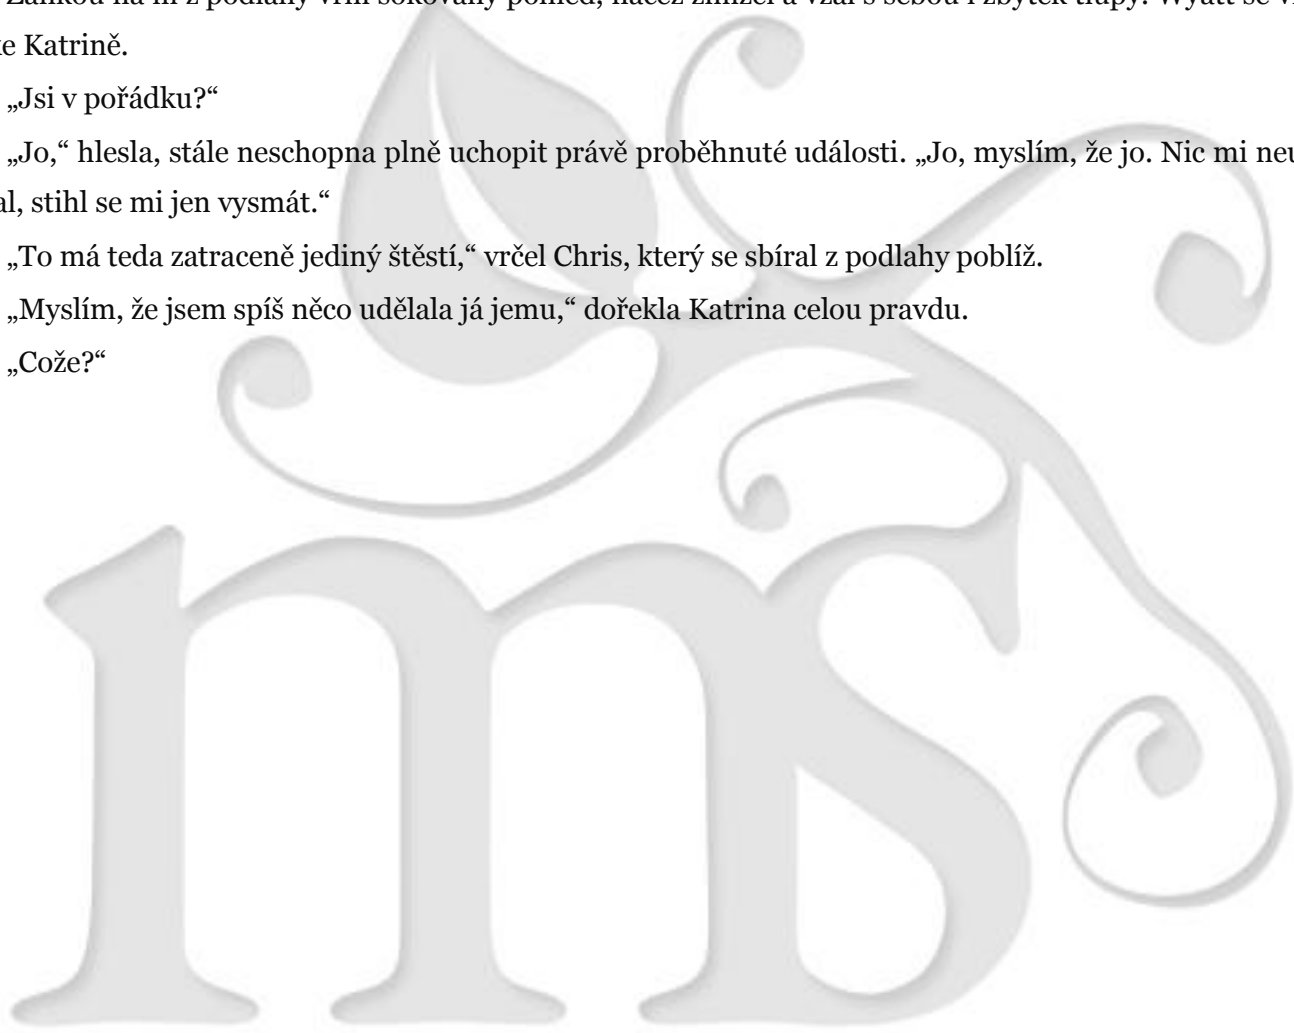 na ni z podlahy vrhl šokovaný pohled, načež zmizel a vzal s sebou i zbytek tlupy. Wyatt se
ke Katrině.
„Jsi v pořádku?“
„Jo,“ hlesla, stále neschopna plně uchopit právě proběhnuté události. „Jo, myslím, že jo. Nic mi neu
al, stihl se mi jen vysmát.“
„To má teda zatraceně jediný štěstí,“ vrčel Chris, který se sbíral z podlahy poblíž.
„Myslím, že jsem spíš něco udělala já jemu,“ dořekla Katrina celou pravdu.
„Cože?“
ms